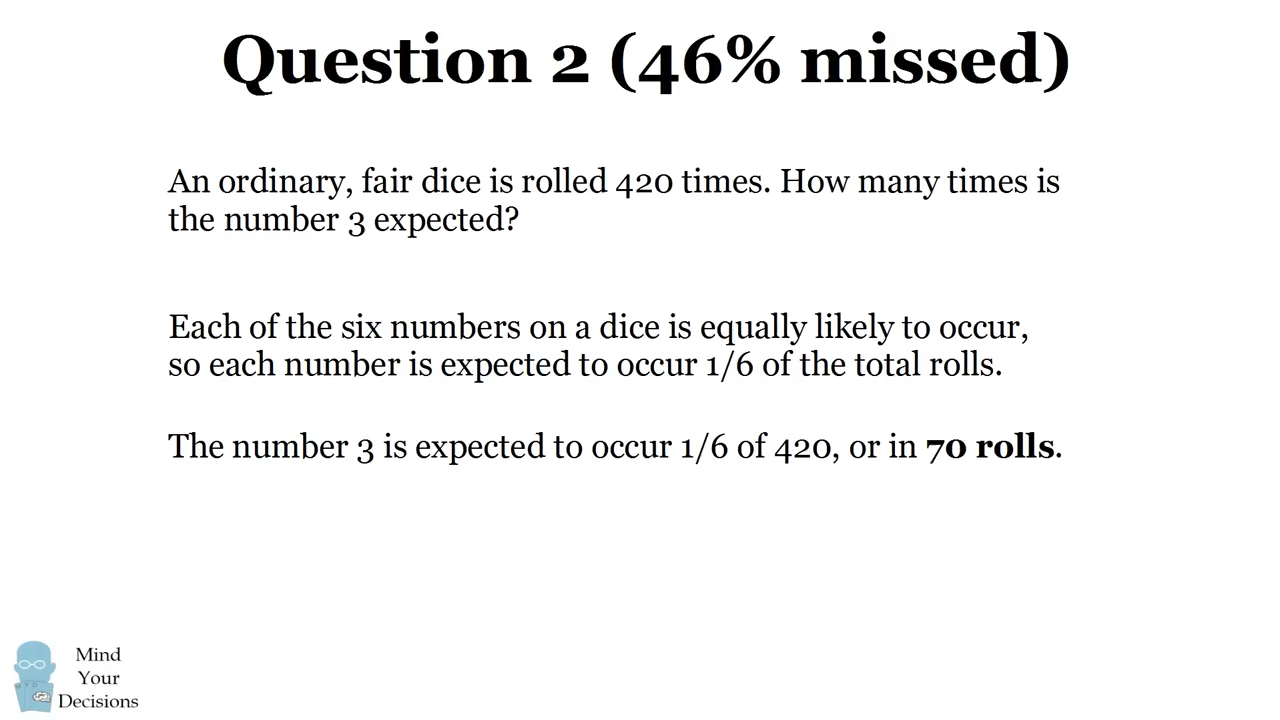 Question 2 (46% missed)
An ordinary, fair dice is rolled 420 times. How many times is
the number 3 expected?
Each of the six numbers on a dice is equally likely to occur,
so each number is expected to occur 1/6 of the total rolls.
The number 3 is expected to occur 1/6 of 420, or in 70 rolls.
Mind
Your
Decisions